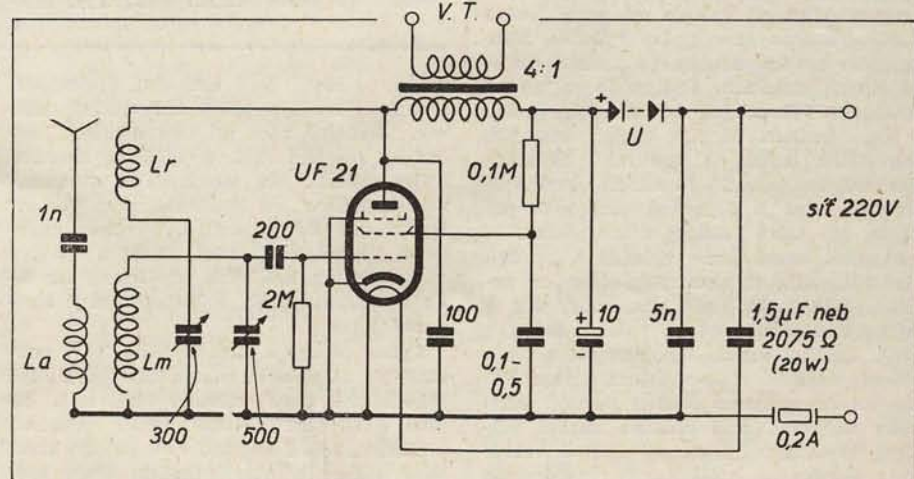 V. T.
4:1
+
U
Lr
UF 21
0,1M
síť 220V
1n
200
2M
100
+
10
-
5n
1,5µF neb
2075 Ω
(20W)
La
Lm
0,1-
0,5
300
500
0,2A